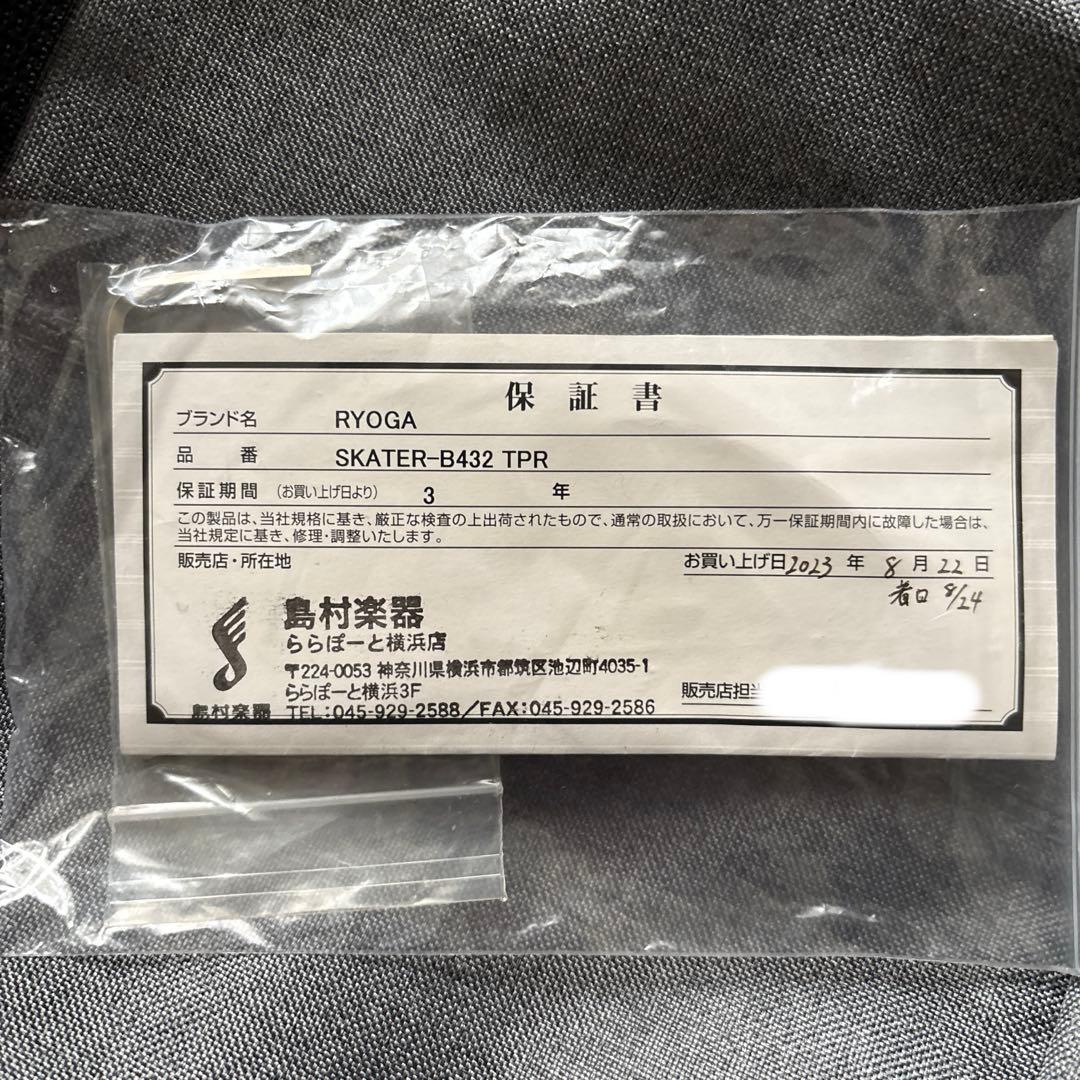 保証書
ブランド名 RYOGA
品番 SKATER-B432 TPR
保証期間 (お買い上げ日より) 3 年
この製品は、当社規格に基き、厳正な検査の上出荷されたもので、通常の取扱において、万一保証期間内に故障した場合は、
当社規定に基き、修理・調整いたします。
販売店・所在地
お買い上げ日2023年8月22日
着日 8/24
島村楽器
ららぽーと横浜店
〒224-0053 神奈川県横浜市都筑区池辺町4035-1
ららぽーと横浜3F
島村楽器 TEL:045-929-2588/FAX:045-929-2586
販売店担当